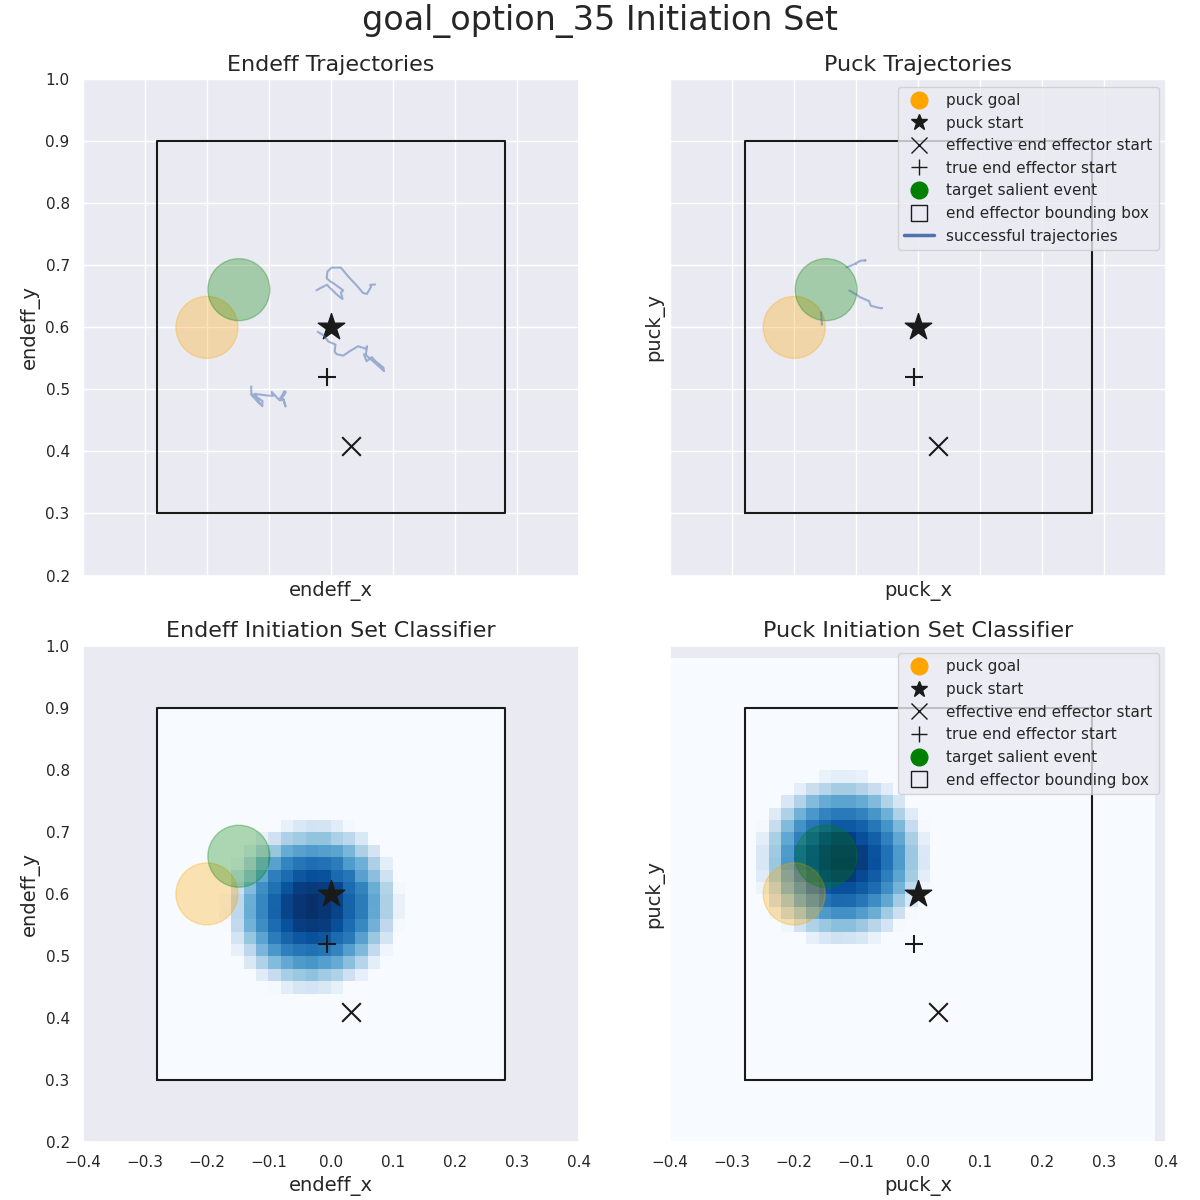 goal_option_35 Initiation Set
Endeff Trajectories
1.0
0.9
0.8
0.7
0.6
0.5
0.4
0.3
0.2
endeff_y
endeff_x
Puck Trajectories
puck goal
puck start
effective end effector start
true end effector start
target salient event
end effector bounding box
successful trajectories
puck_y
puck_x
Endeff Initiation Set Classifier
1.0
0.9
0.8
0.7
0.6
0.5
0.4
0.3
0.2
endeff_y
−0.4 −0.3 −0.2 −0.1 0.0 0.1 0.2 0.3 0.4
endeff_x
Puck Initiation Set Classifier
puck goal
puck start
effective end effector start
true end effector start
target salient event
end effector bounding box
puck_y
−0.4 −0.3 −0.2 −0.1 0.0 0.1 0.2 0.3 0.4
puck_x